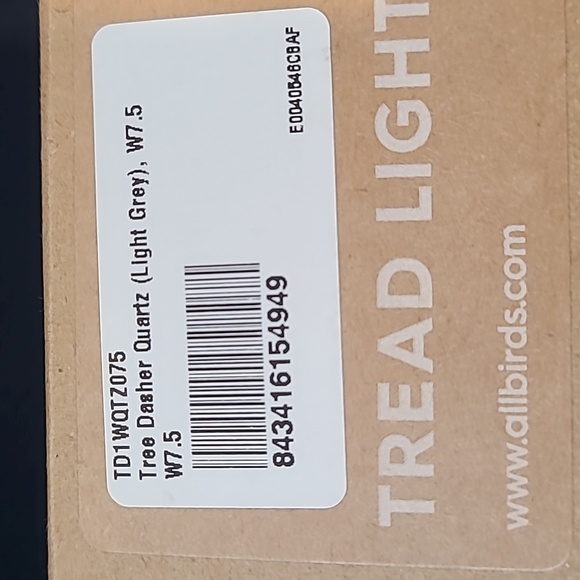 TD1WQTZ075
Tree Dasher Quartz (Light Grey), W7.5
W7.5
843416154949
E0040548CBAF
TREAD LIGHT
www.allbirds.com